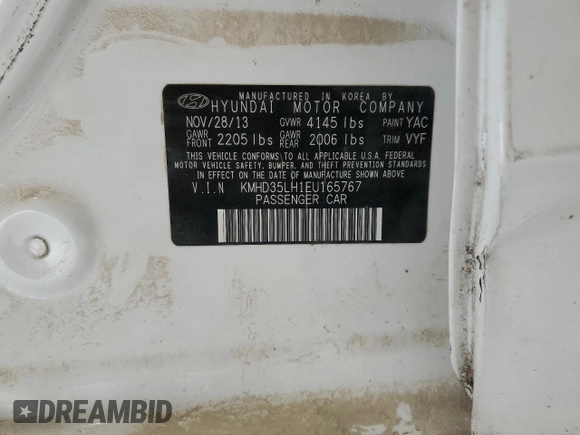 MANUFACTURED IN KOREA BY
HYUNDAI MOTOR COMPANY
NOV/28/13 GVWR 4145 lbs PAINT YAC
GAWR FRONT 2205 lbs GAWR REAR 2006 lbs TRIM VYF
THIS VEHICLE CONFORMS TO ALL APPLICABLE U.S.A. FEDERAL
MOTOR VEHICLE SAFETY, BUMPER, AND THEFT PREVENTION STANDARDS
IN EFFECT ON THE DATE OF MANUFACTURE SHOWN ABOVE.
V.I.N KMHD35LH1EU165767
PASSENGER CAR
DREAMBID